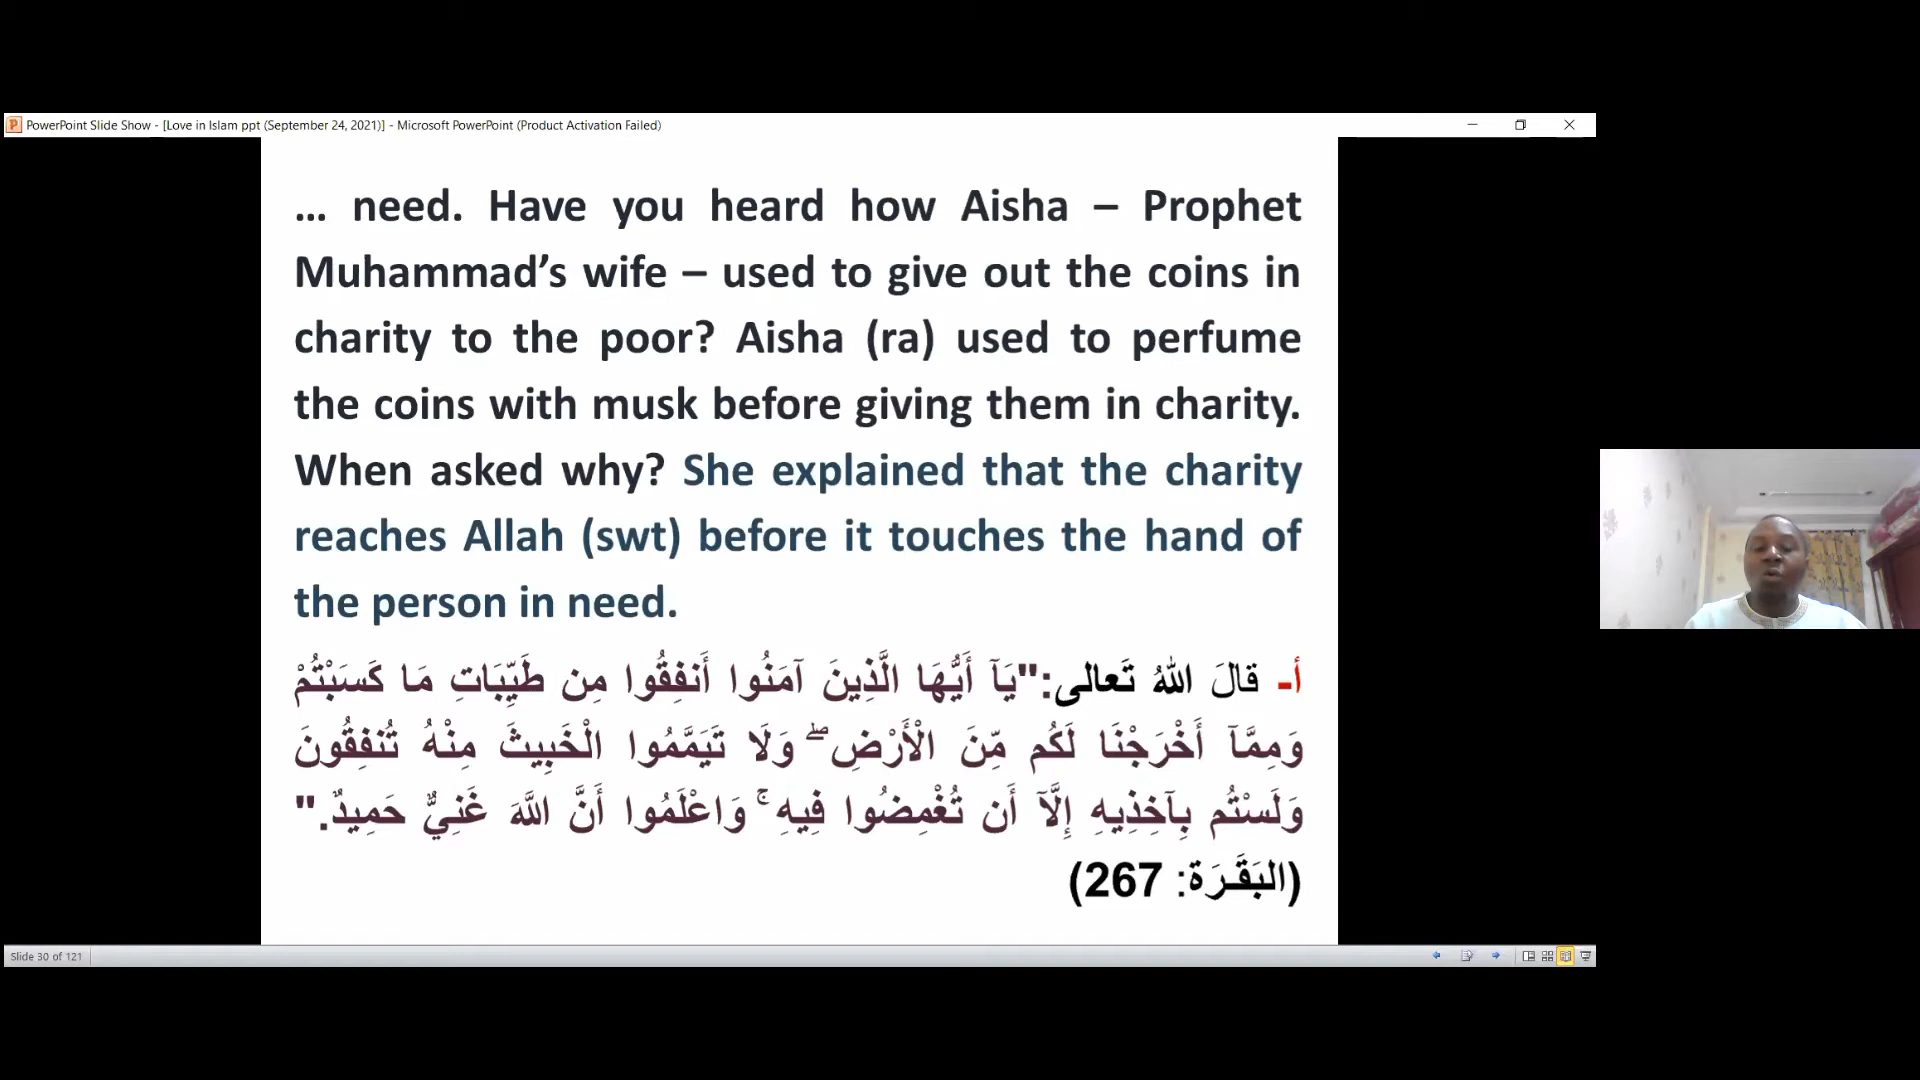 PowerPoint Slide Show - [Love in Islam ppt (September 24, 2021)] - Microsoft PowerPoint (Product Activation Failed)
... need. Have you heard how Aisha – Prophet
Muhammad’s wife – used to give out the coins in
charity to the poor? Aisha (ra) used to perfume
the coins with musk before giving them in charity.
When asked why? She explained that the charity
reaches Allah (swt) before it touches the hand of
the person in need.
أ- قالَ اللهُ تَعالى:"يَآ أَيُّهَا الَّذِينَ آمَنُوا أَنفِقُوا مِن طَيِّبَاتِ مَا كَسَبْتُمْ
وَمِمَّآ أَخْرَجْنَا لَكُم مِّنَ الْأَرْضِ ۖ وَلَا تَيَمَّمُوا الْخَبِيثَ مِنْهُ تُنفِقُونَ
وَلَسْتُم بِآخِذِيهِ إِلَّآ أَن تُغْمِضُوا فِيهِ ۚ وَاعْلَمُوا أَنَّ اللَّهَ غَنِيٌّ حَمِيدٌ."
(البَقَـرَة: 267)
Slide 30 of 121